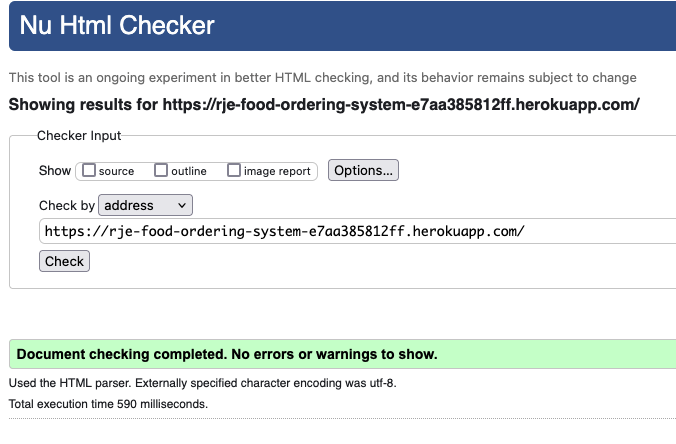 Nu Html Checker
This tool is an ongoing experiment in better HTML checking, and its behavior remains subject to change
Showing results for https://rje-food-ordering-system-e7aa385812ff.herokuapp.com/
Checker Input
Show source outline image report Options...
Check by address
https://rje-food-ordering-system-e7aa385812ff.herokuapp.com/
Check
Document checking completed. No errors or warnings to show.
Used the HTML parser. Externally specified character encoding was utf-8.
Total execution time 590 milliseconds.